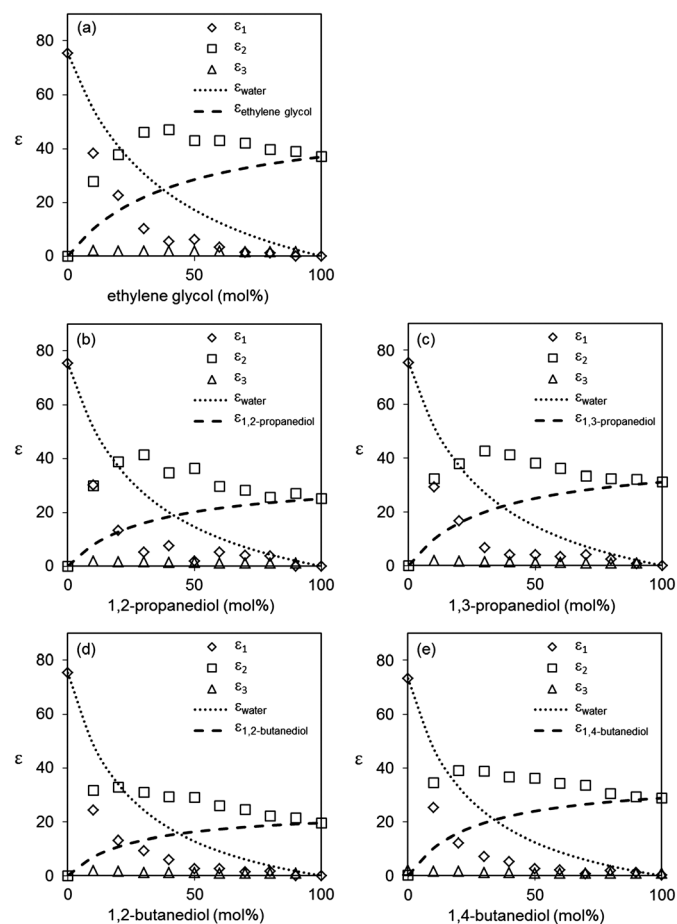 (a)
ε1
ε2
ε3
εwater
εethylene glycol
80
60
40
20
0
ε
0 50 100
ethylene glycol (mol%)
(b)
ε1
ε2
ε3
εwater
ε1,2-propanediol
80
60
40
20
0
ε
0 50 100
1,2-propanediol (mol%)
(c)
ε1
ε2
ε3
εwater
ε1,3-propanediol
80
60
40
20
0
ε
0 50 100
1,3-propanediol (mol%)
(d)
ε1
ε2
ε3
εwater
ε1,2-butanediol
80
60
40
20
0
ε
0 50 100
1,2-butanediol (mol%)
(e)
ε1
ε2
ε3
εwater
ε1,4-butanediol
80
60
40
20
0
ε
0 50 100
1,4-butanediol (mol%)